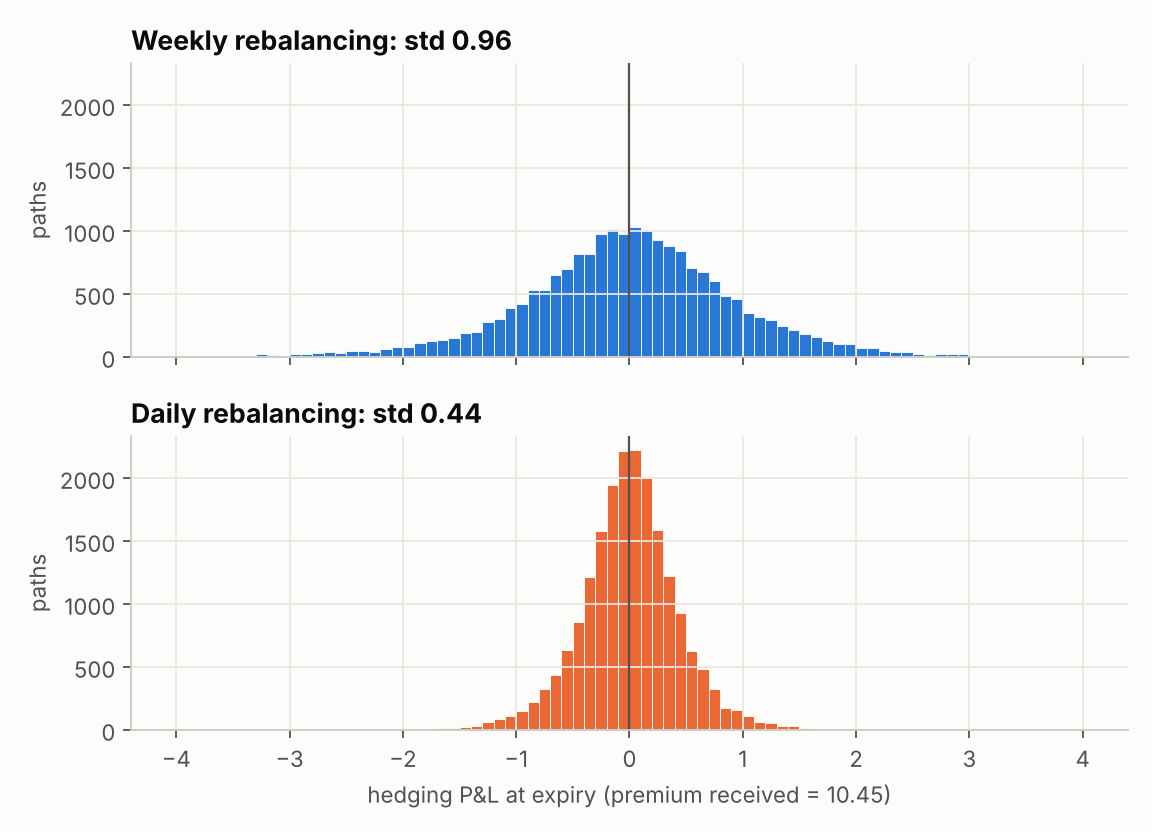 Weekly rebalancing: std 0.96
2000
1500
1000
500
0
paths
Daily rebalancing: std 0.44
2000
1500
1000
500
0
paths
−4 −3 −2 −1 0 1 2 3 4
hedging P&L at expiry (premium received = 10.45)